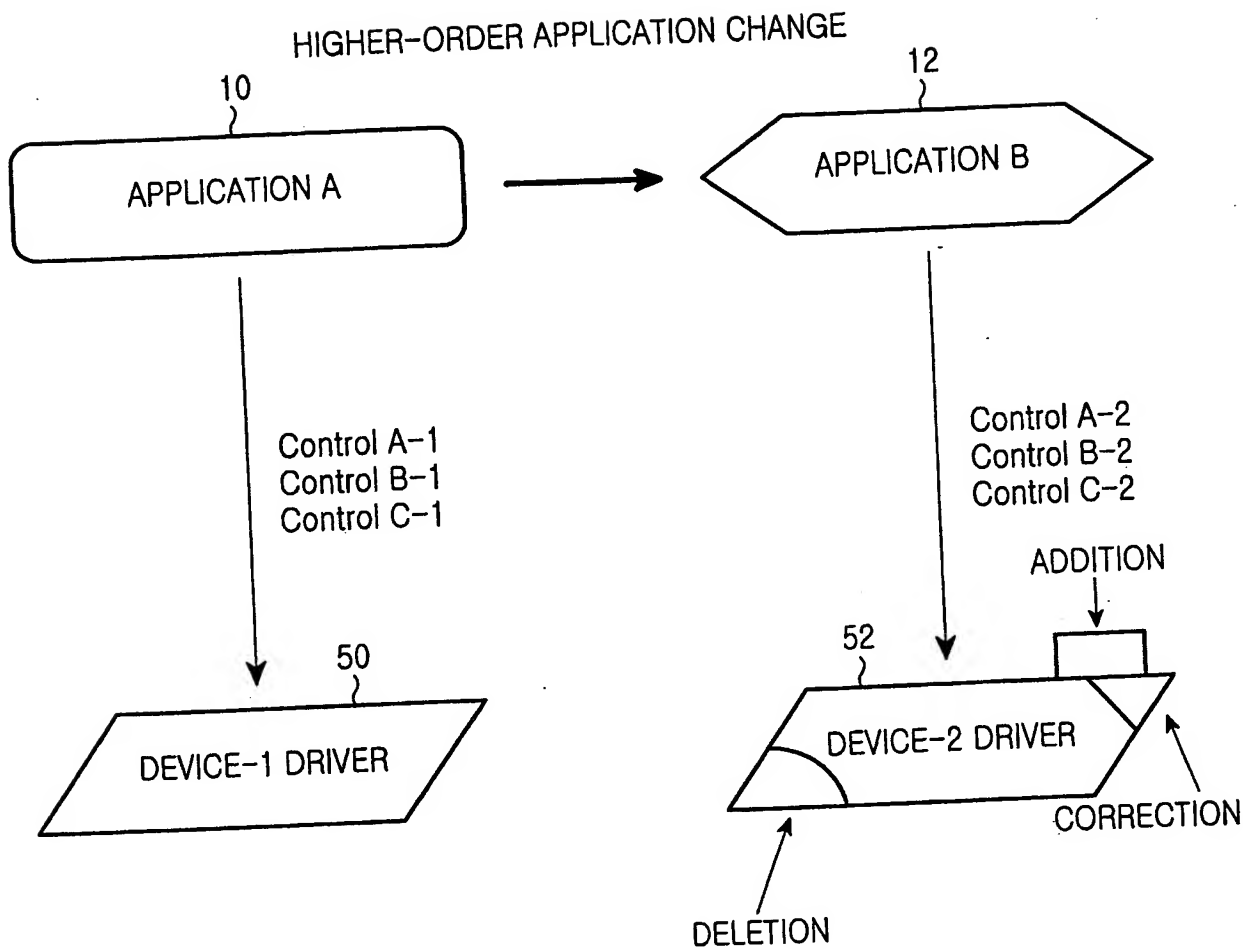 HIGHER-ORDER APPLICATION CHANGE
10
12
APPLICATION A
APPLICATION B
Control A-1
Control B-1
Control C-1
Control A-2
Control B-2
Control C-2
ADDITION
50
52
DEVICE-1 DRIVER
DEVICE-2 DRIVER
CORRECTION
DELETION